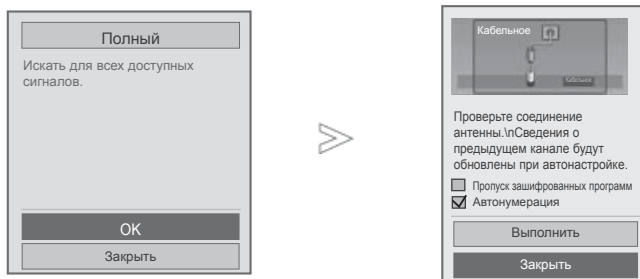 Полный
Искать для всех доступных
сигналов.
OK
Закрыть
Кабельное
Кабельное
Проверьте соединение
антенны.\nСведения о
предыдущем канале будут
обновлены при автонастройке.
Пропуск зашифрованных программ
Автонумерация
Выполнить
Закрыть